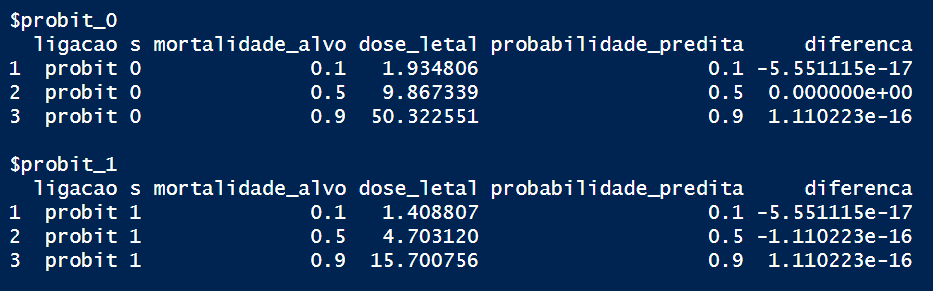 $probit_0
  ligacao s mortalidade_alvo dose_letal probabilidade_predita     diferenca
1  probit 0              0.1   1.934806                   0.1 -5.551115e-17
2  probit 0              0.5   9.867339                   0.5  0.000000e+00
3  probit 0              0.9  50.322551                   0.9  1.110223e-16

$probit_1
  ligacao s mortalidade_alvo dose_letal probabilidade_predita     diferenca
1  probit 1              0.1   1.408807                   0.1 -5.551115e-17
2  probit 1              0.5   4.703120                   0.5 -1.110223e-16
3  probit 1              0.9  15.700756                   0.9  1.110223e-16